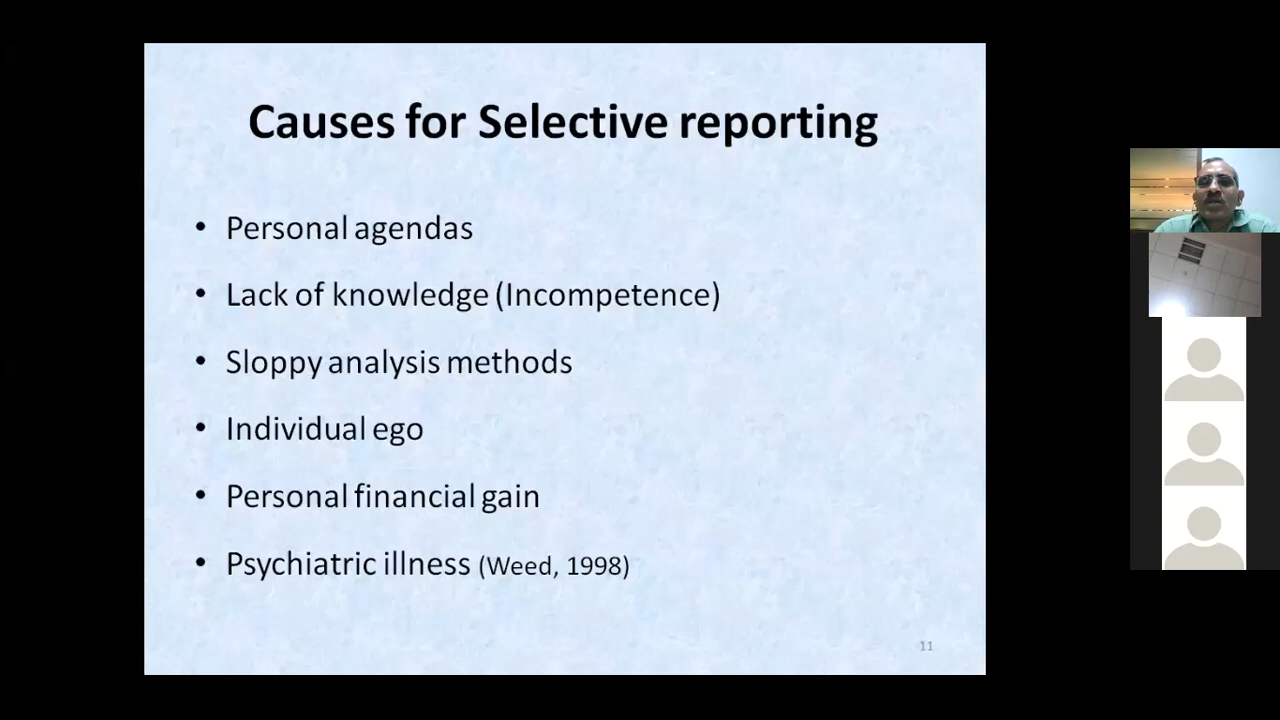 Causes for Selective reporting
• Personal agendas
• Lack of knowledge (Incompetence)
• Sloppy analysis methods
• Individual ego
• Personal financial gain
• Psychiatric illness (Weed, 1998)
11